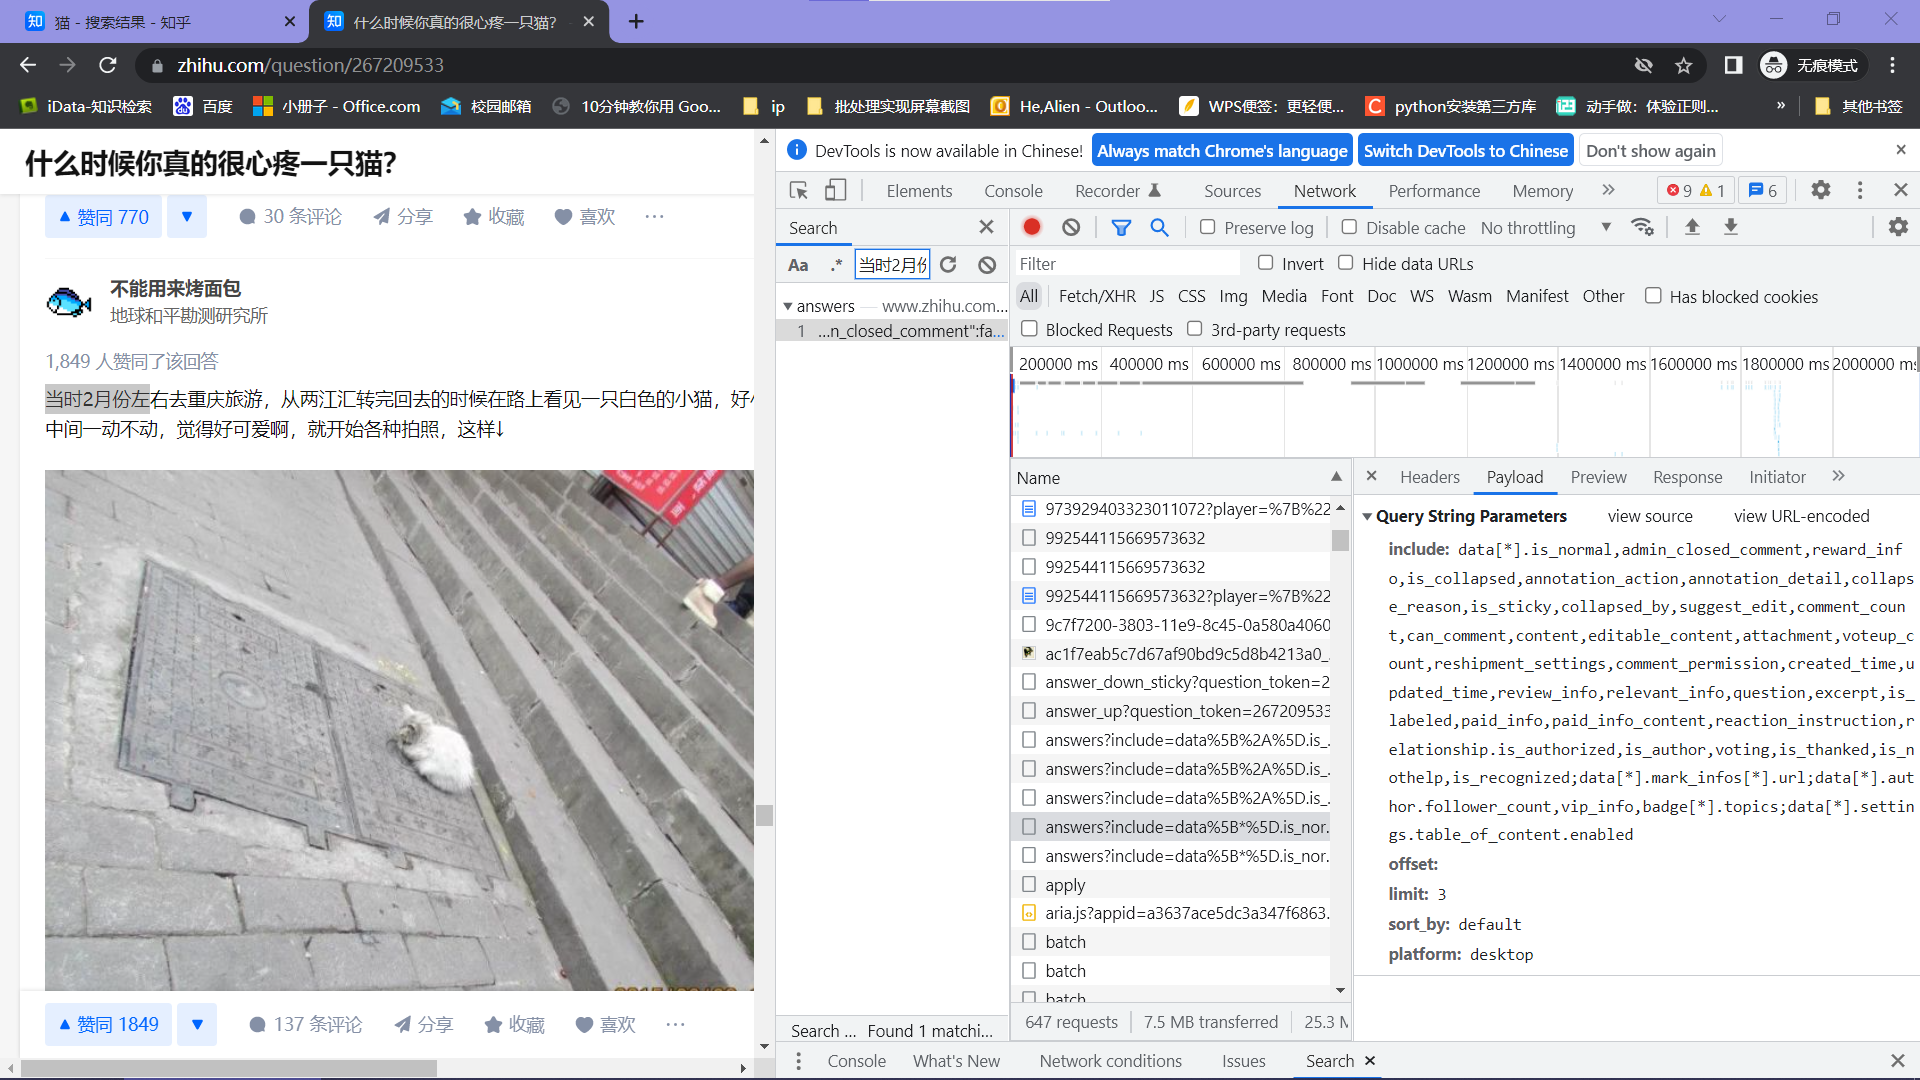 猫 - 搜索结果 - 知乎
什么时候你真的很心疼一只猫?
zhihu.com/question/267209533
无痕模式
iData-知识检索
百度
小册子 - Office.com
校园邮箱
10分钟教你用 Goo...
ip
批处理实现屏幕截图
He,Alien - Outloo...
WPS便签：更轻便...
python安装第三方库
动手做：体验正则...
»
其他书签
什么时候你真的很心疼一只猫?
赞同 770
30 条评论
分享
收藏
喜欢
不能用来烤面包
地球和平勘测研究所
1,849 人赞同了该回答
当时2月份左右去重庆旅游，从两江汇转完回去的时候在路上看见一只白色的小猫，好
中间一动不动，觉得好可爱啊，就开始各种拍照，这样↓
赞同 1849
137 条评论
分享
收藏
喜欢
DevTools is now available in Chinese!
Always match Chrome's language
Switch DevTools to Chinese
Don't show again
Elements
Console
Recorder
Sources
Network
Performance
Memory
»
9
1
6
Search
Aa
.*
当时2月份
answers — www.zhihu.com...
1 ...n_closed_comment":fa...
Search ... Found 1 matchi...
Preserve log
Disable cache
No throttling
Filter
Invert
Hide data URLs
All
Fetch/XHR
JS
CSS
Img
Media
Font
Doc
WS
Wasm
Manifest
Other
Has blocked cookies
Blocked Requests
3rd-party requests
200000 ms
400000 ms
600000 ms
800000 ms
1000000 ms
1200000 ms
1400000 ms
1600000 ms
1800000 ms
2000000 ms
Name
973929403323011072?player=%7B%22
992544115669573632
992544115669573632
992544115669573632?player=%7B%22
9c7f7200-3803-11e9-8c45-0a580a4060
ac1f7eab5c7d67af90bd9c5d8b4213a0_
answer_down_sticky?question_token=2
answer_up?question_token=267209533
answers?include=data%5B%2A%5D.is_.
answers?include=data%5B%2A%5D.is_.
answers?include=data%5B%2A%5D.is_.
answers?include=data%5B*%5D.is_nor.
answers?include=data%5B*%5D.is_nor.
apply
aria.js?appid=a3637ace5dc3a347f6863.
batch
batch
batch
647 requests
7.5 MB transferred
25.3 M
Headers
Payload
Preview
Response
Initiator
»
Query String Parameters
view source
view URL-encoded
include: data[*].is_normal,admin_closed_comment,reward_inf
o,is_collapsed,annotation_action,annotation_detail,collaps
e_reason,is_sticky,collapsed_by,suggest_edit,comment_coun
t,can_comment,content,editable_content,attachment,voteup_c
ount,reshipment_settings,comment_permission,created_time,u
pdated_time,review_info,relevant_info,question,excerpt,is_
labeled,paid_info,paid_info_content,reaction_instruction,r
elationship.is_authorized,is_author,voting,is_thanked,is_n
othelp,is_recognized;data[*].mark_infos[*].url;data[*].aut
hor.follower_count,vip_info,badge[*].topics;data[*].settin
gs.table_of_content.enabled
offset:
limit: 3
sort_by: default
platform: desktop
Console
What's New
Network conditions
Issues
Search